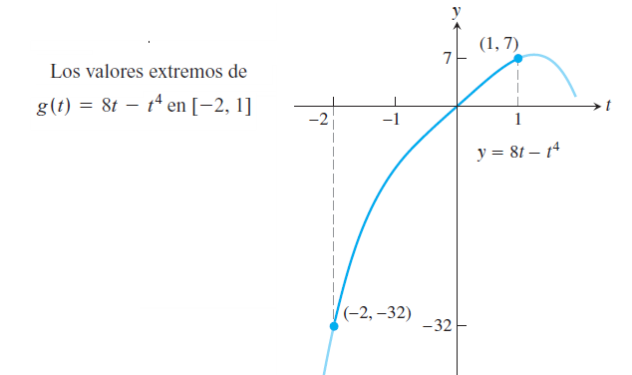 Los valores extremos de
g(t) = 8t − t⁴ en [−2, 1]
y
(1, 7)
7
t
−2
−1
1
y = 8t − t⁴
(−2, −32)
−32